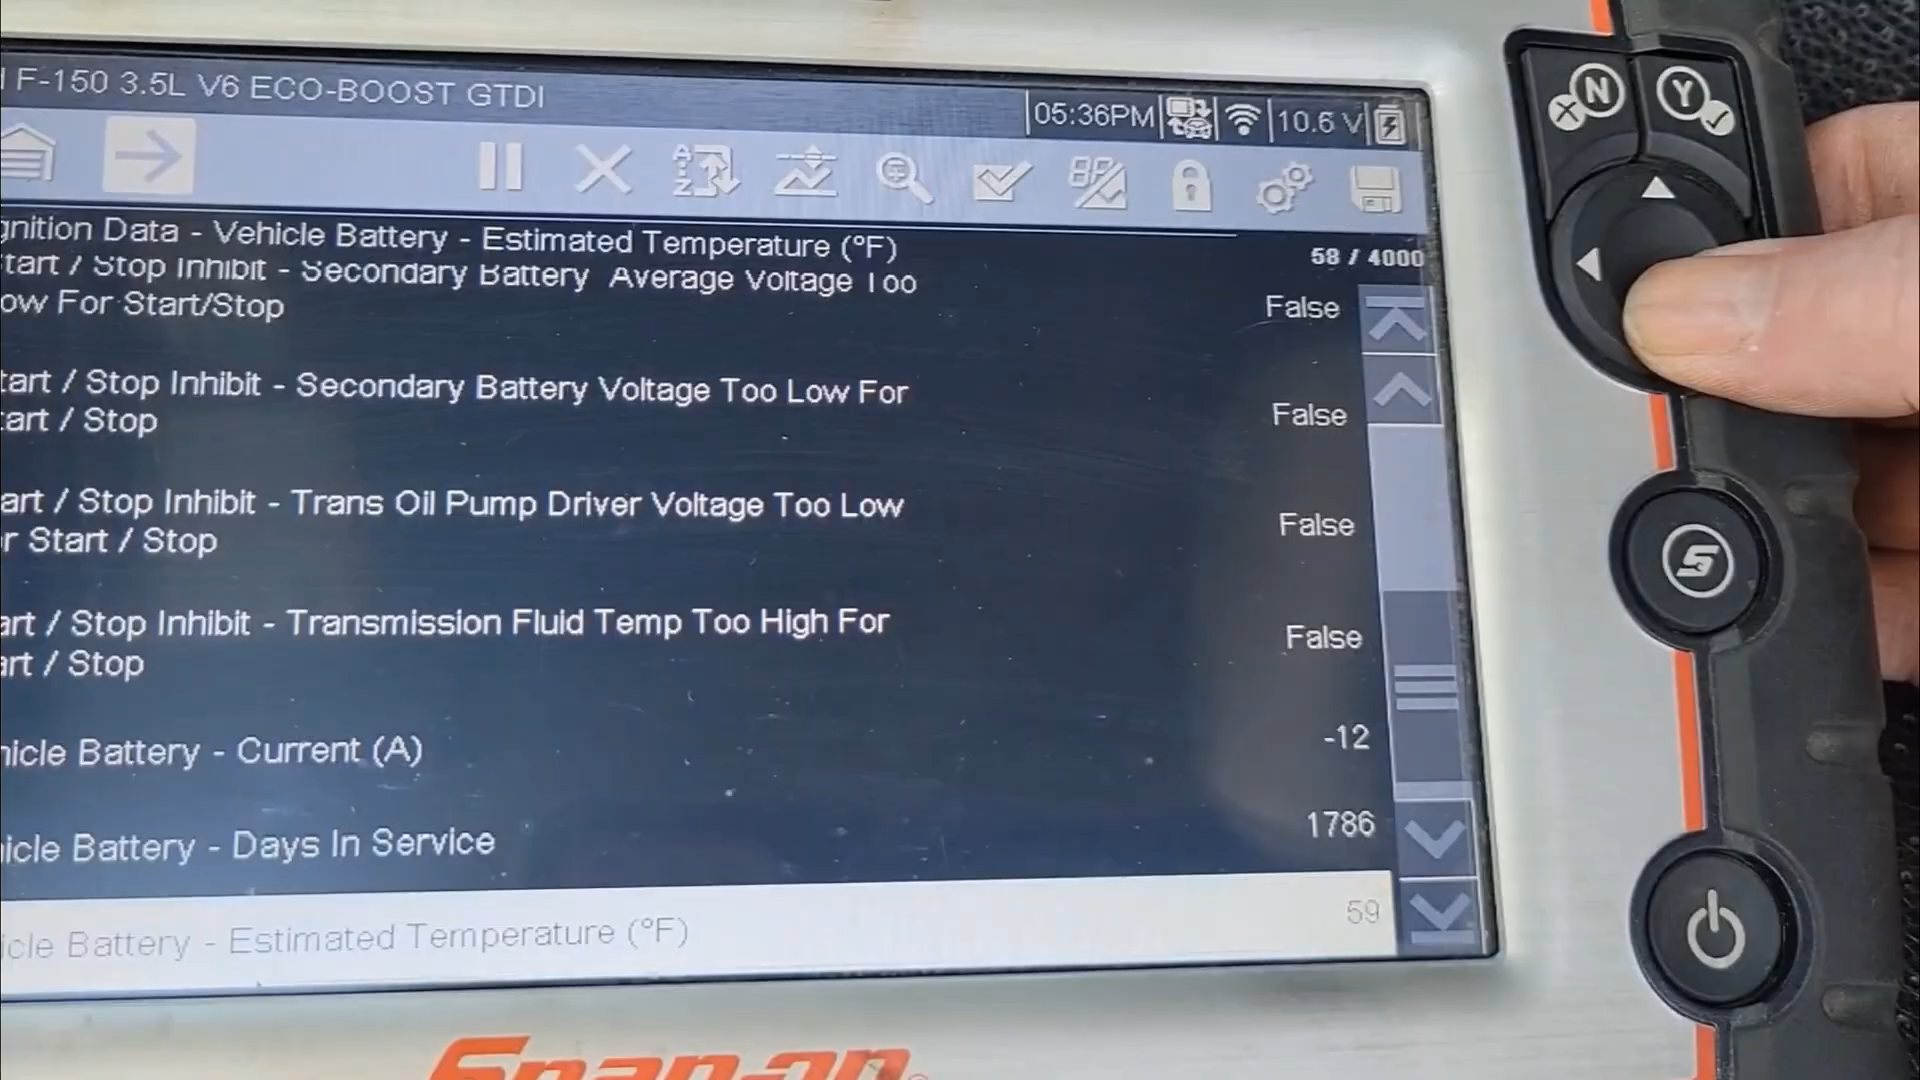 F-150 3.5L V6 ECO-BOOST GTDI
05:36PM
10.6 V
gnition Data - Vehicle Battery - Estimated Temperature (°F)
58 / 4000
tart / Stop Inhibit - Secondary Battery Average Voltage Too
ow For Start/Stop
False
tart / Stop Inhibit - Secondary Battery Voltage Too Low For
tart / Stop
False
art / Stop Inhibit - Trans Oil Pump Driver Voltage Too Low
r Start / Stop
False
art / Stop Inhibit - Transmission Fluid Temp Too High For
art / Stop
False
hicle Battery - Current (A)
-12
icle Battery - Days In Service
1786
icle Battery - Estimated Temperature (°F)
59
N
Y
S
Snap-on